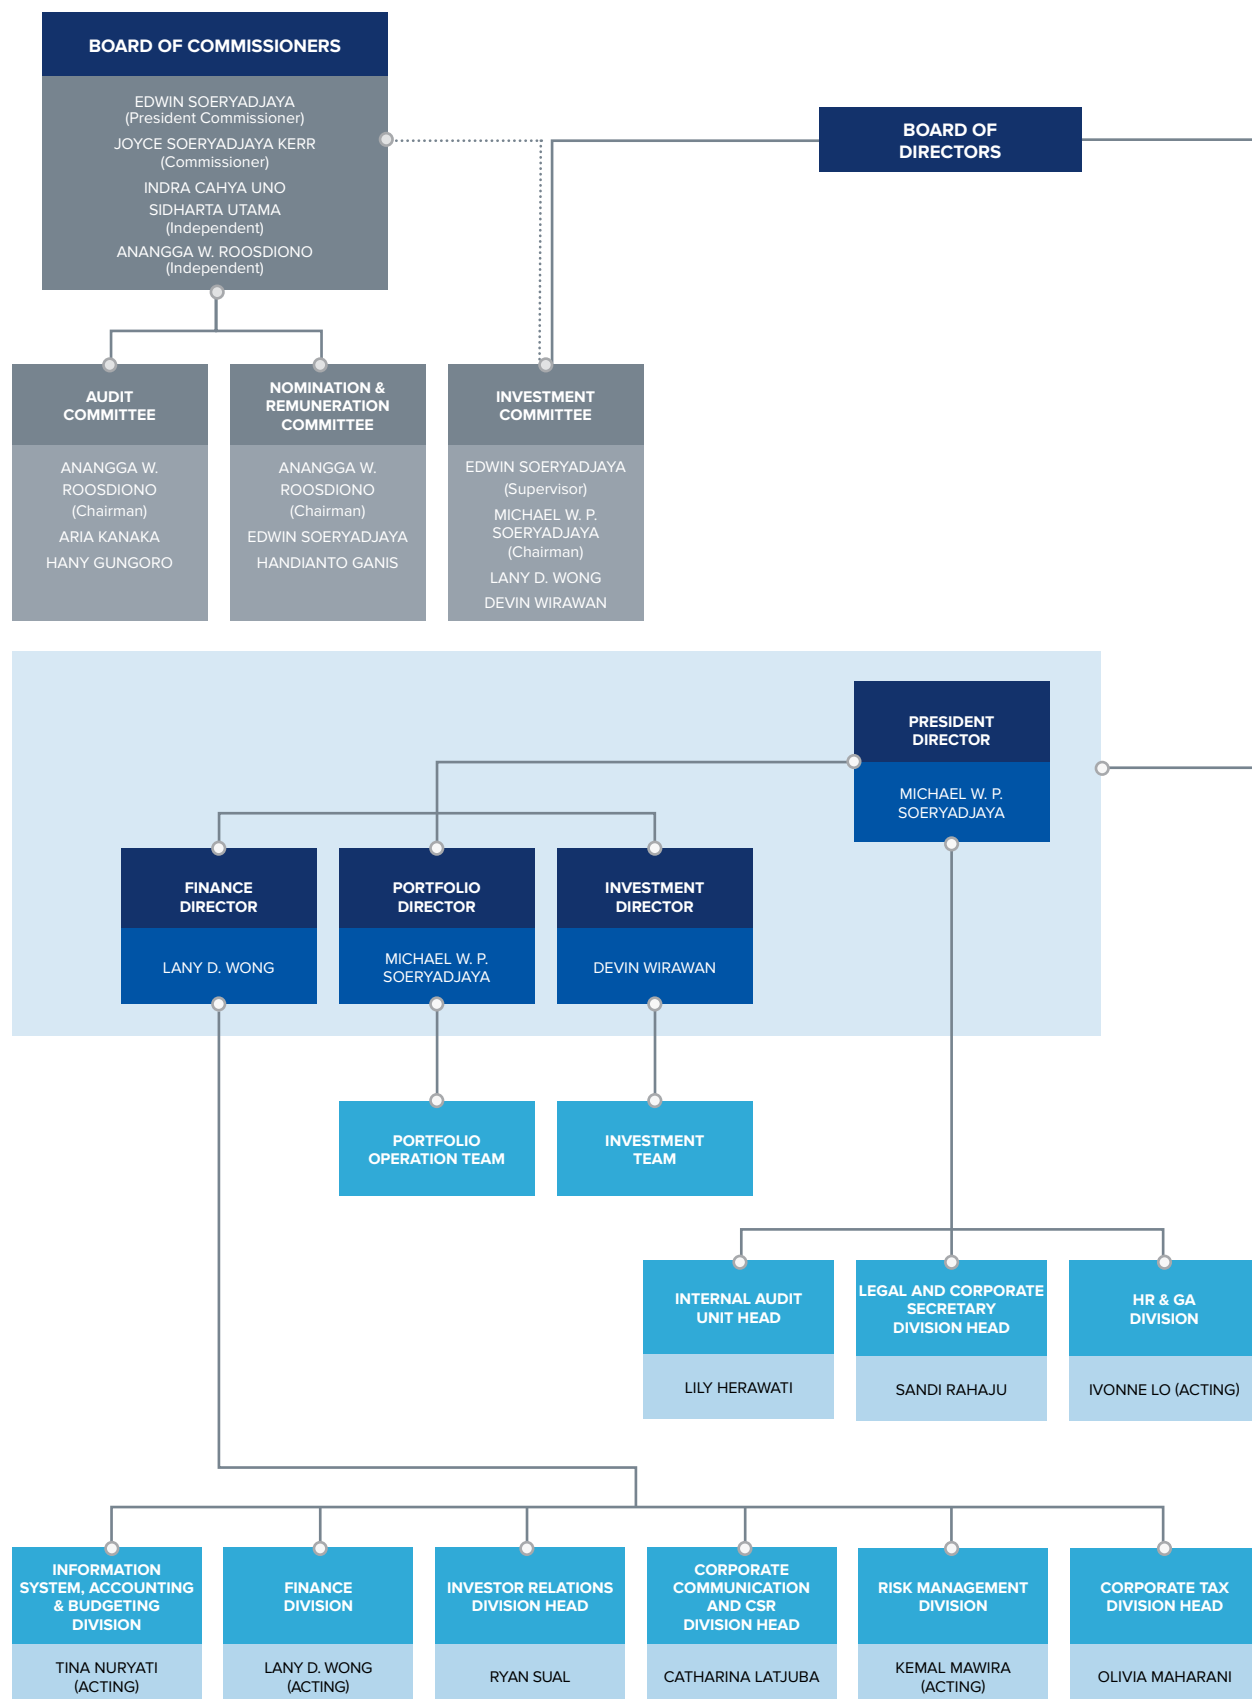 BOARD OF COMMISSIONERS
EDWIN SOERYADJAYA
(President Commissioner)
JOYCE SOERYADJAYA KERR
(Commissioner)
INDRA CAHYA UNO
SIDHARTA UTAMA
(Independent)
ANANGGA W. ROOSDIONO
(Independent)
BOARD OF
DIRECTORS
AUDIT
COMMITTEE
ANANGGA W.
ROOSDIONO
(Chairman)
ARIA KANAKA
HANY GUNGORO
NOMINATION &
REMUNERATION
COMMITTEE
ANANGGA W.
ROOSDIONO
(Chairman)
EDWIN SOERYADJAYA
HANDIANTO GANIS
INVESTMENT
COMMITTEE
EDWIN SOERYADJAYA
(Supervisor)
MICHAEL W. P.
SOERYADJAYA
(Chairman)
LANY D. WONG
DEVIN WIRAWAN
PRESIDENT
DIRECTOR
MICHAEL W. P.
SOERYADJAYA
FINANCE
DIRECTOR
LANY D. WONG
PORTFOLIO
DIRECTOR
MICHAEL W. P.
SOERYADJAYA
INVESTMENT
DIRECTOR
DEVIN WIRAWAN
PORTFOLIO
OPERATION TEAM
INVESTMENT
TEAM
INTERNAL AUDIT
UNIT HEAD
LILY HERAWATI
LEGAL AND CORPORATE
SECRETARY
DIVISION HEAD
SANDI RAHAJU
HR & GA
DIVISION
IVONNE LO (ACTING)
INFORMATION
SYSTEM, ACCOUNTING
& BUDGETING
DIVISION
TINA NURYATI
(ACTING)
FINANCE
DIVISION
LANY D. WONG
(ACTING)
INVESTOR RELATIONS
DIVISION HEAD
RYAN SUAL
CORPORATE
COMMUNICATION
AND CSR
DIVISION HEAD
CATHARINA LATJUBA
RISK MANAGEMENT
DIVISION
KEMAL MAWIRA
(ACTING)
CORPORATE TAX
DIVISION HEAD
OLIVIA MAHARANI